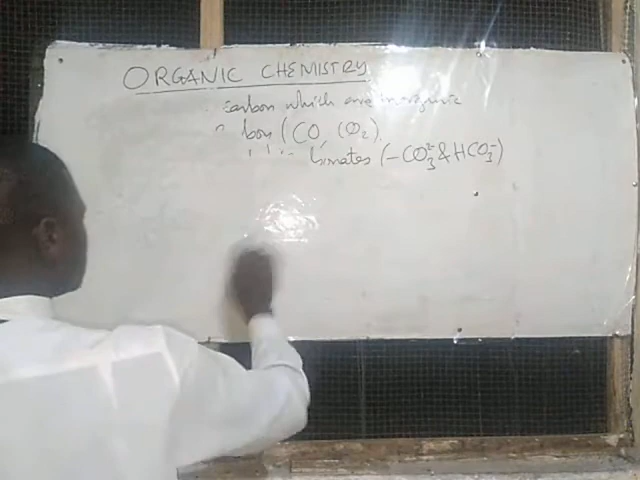 ORGANIC CHEMISTRY
carbon which are inorganic
(CO, CO₂),
(-CO₃²⁻ & HCO₃⁻)